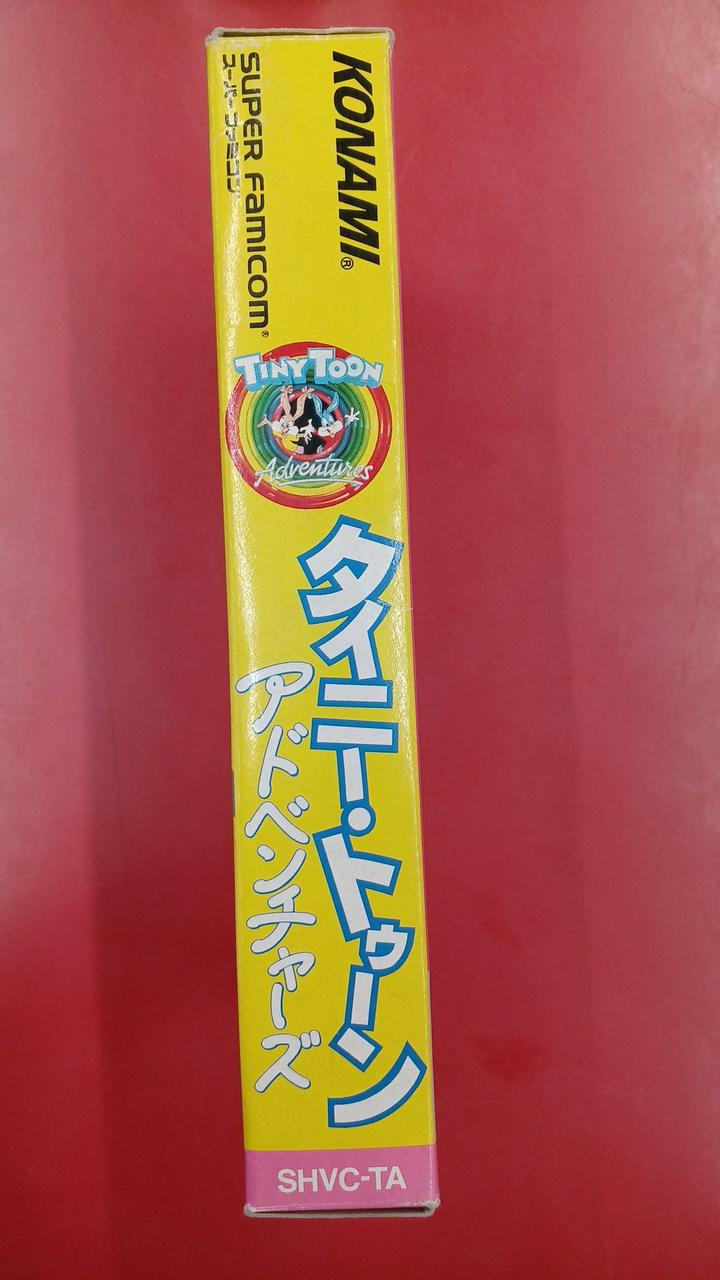 KONAMI®
SUPER FAMICOM®
スーパーファミコン
TINY TOON
Adventures
タイニー・トゥーン
アドベンチャーズ
SHVC-TA